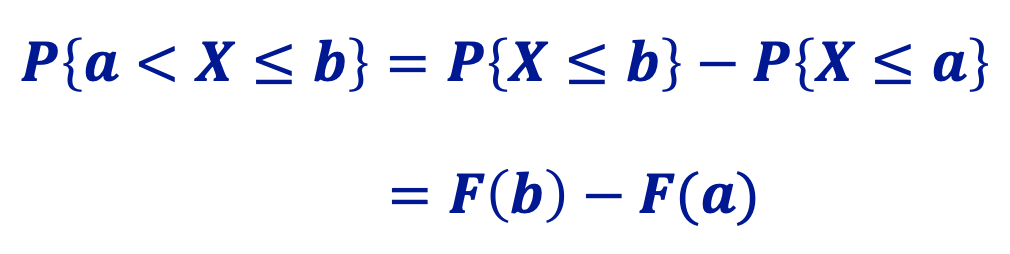 P{a < X ≤ b} = P{X ≤ b} − P{X ≤ a}
= F(b) − F(a)